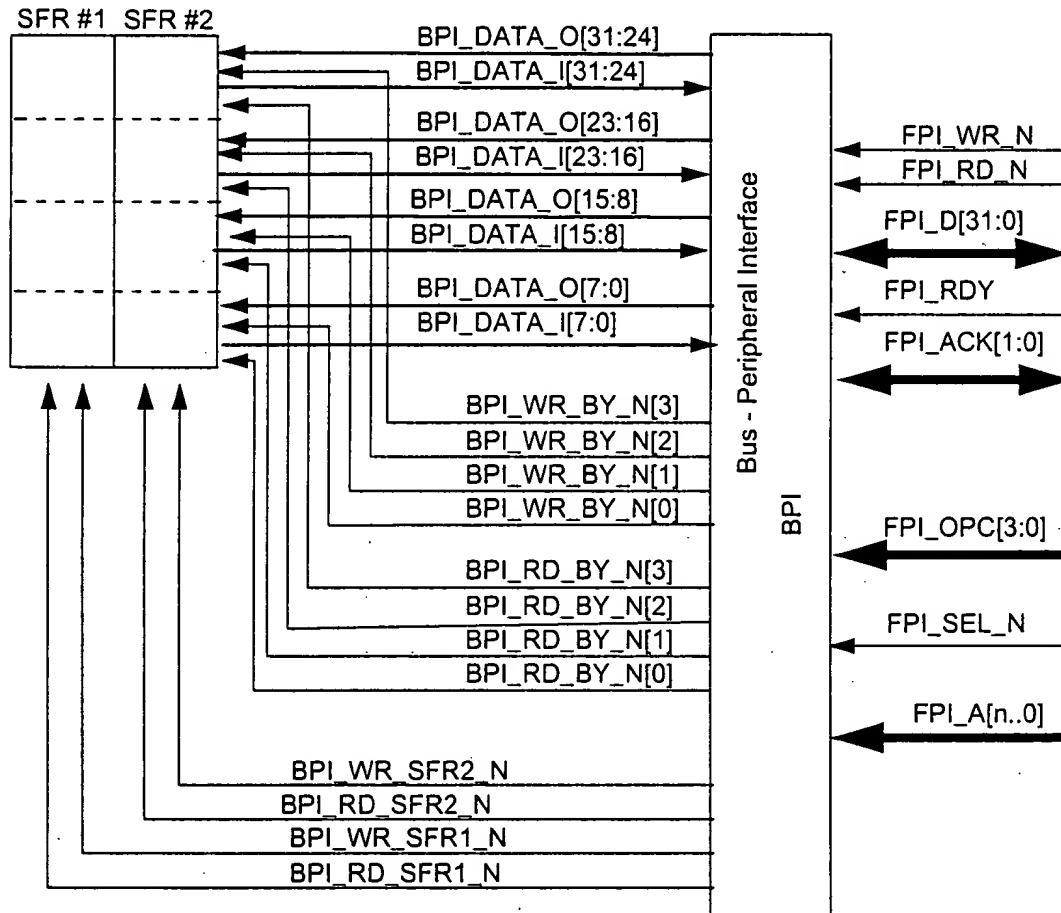 SFR #1 SFR #2
BPI_DATA_O[31:24]
BPI_DATA_I[31:24]
BPI_DATA_O[23:16]
BPI_DATA_I[23:16]
BPI_DATA_O[15:8]
BPI_DATA_I[15:8]
BPI_DATA_O[7:0]
BPI_DATA_I[7:0]
BPI_WR_BY_N[3]
BPI_WR_BY_N[2]
BPI_WR_BY_N[1]
BPI_WR_BY_N[0]
BPI_RD_BY_N[3]
BPI_RD_BY_N[2]
BPI_RD_BY_N[1]
BPI_RD_BY_N[0]
BPI_WR_SFR2_N
BPI_RD_SFR2_N
BPI_WR_SFR1_N
BPI_RD_SFR1_N
Bus - Peripheral Interface
BPI
FPI_WR_N
FPI_RD_N
FPI_D[31:0]
FPI_RDY
FPI_ACK[1:0]
FPI_OPC[3:0]
FPI_SEL_N
FPI_A[n..0]